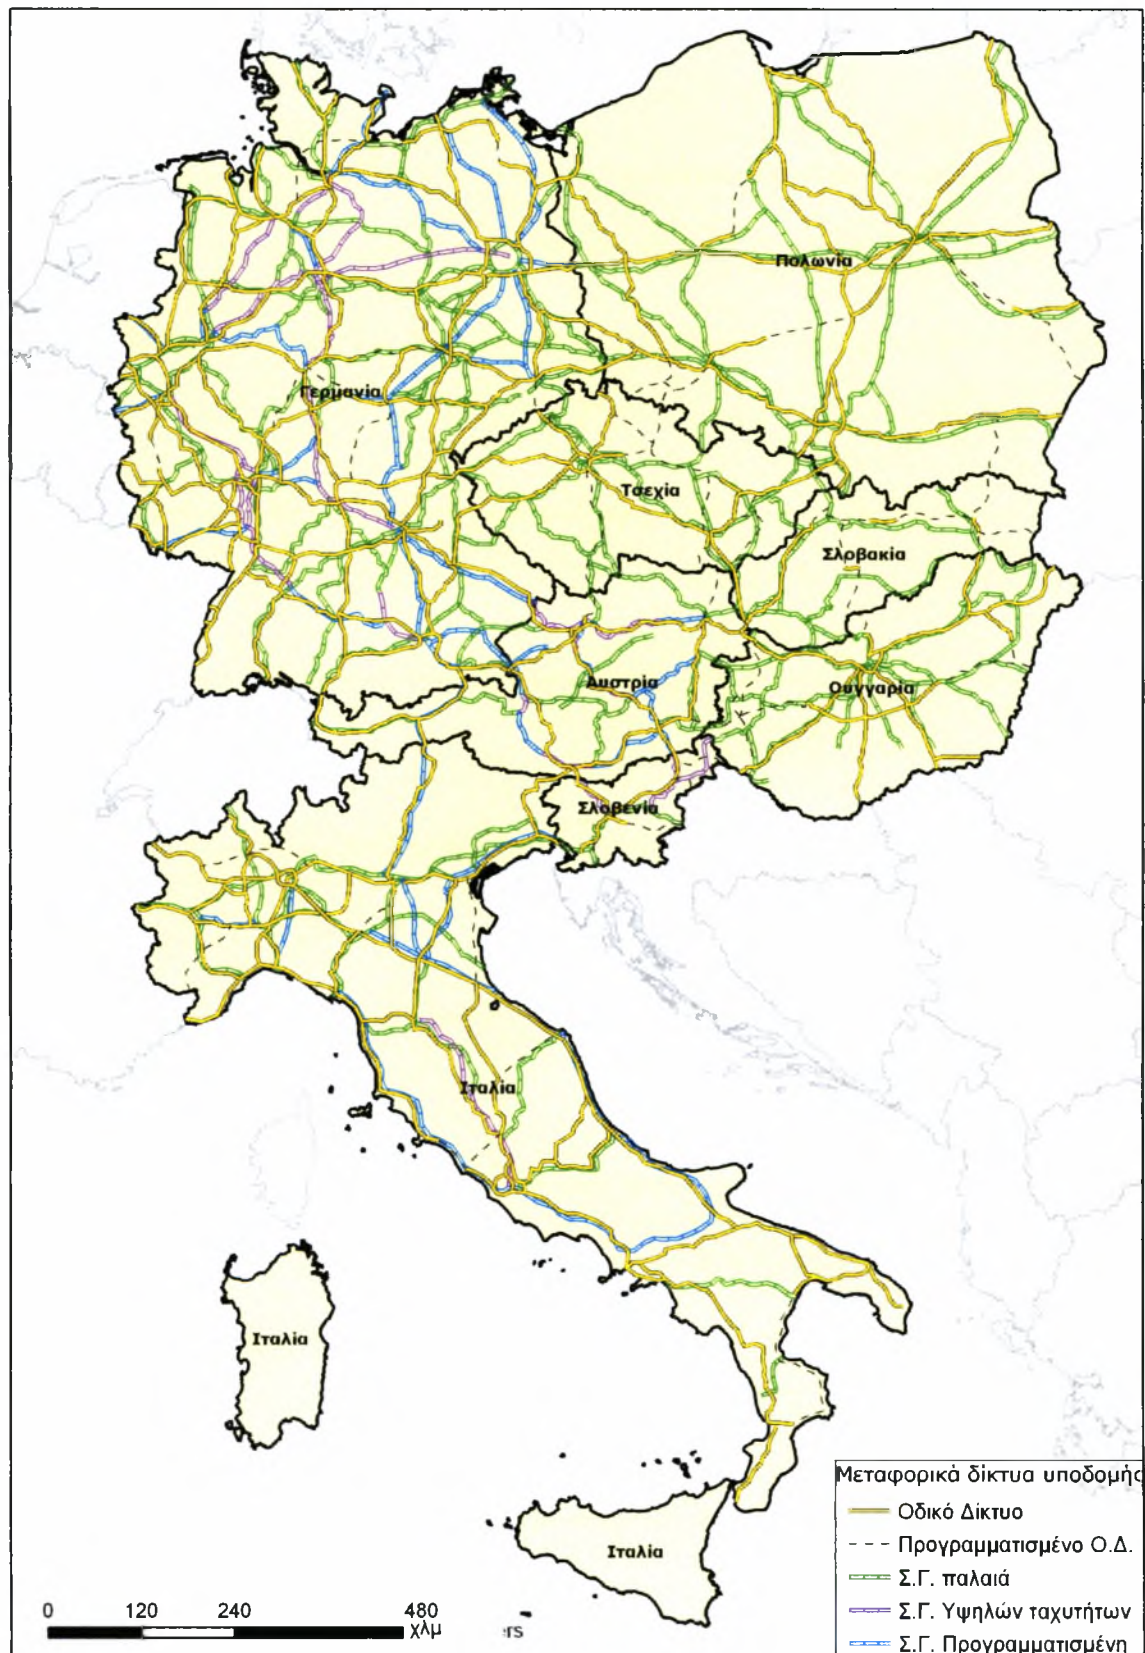 Πολωνία
Γερμανία
Τσεχία
Σλοβακία
Αυστρία
Ουγγαρία
Σλοβενία
Ιταλία
Ιταλία
Ιταλία
Μεταφορικά δίκτυα υποδομής
Οδικό Δίκτυο
Προγραμματισμένο Ο.Δ.
Σ.Γ. παλαιά
Σ.Γ. Υψηλών ταχυτήτων
Σ.Γ. Προγραμματισμένη
0 120 240 480
χλμ